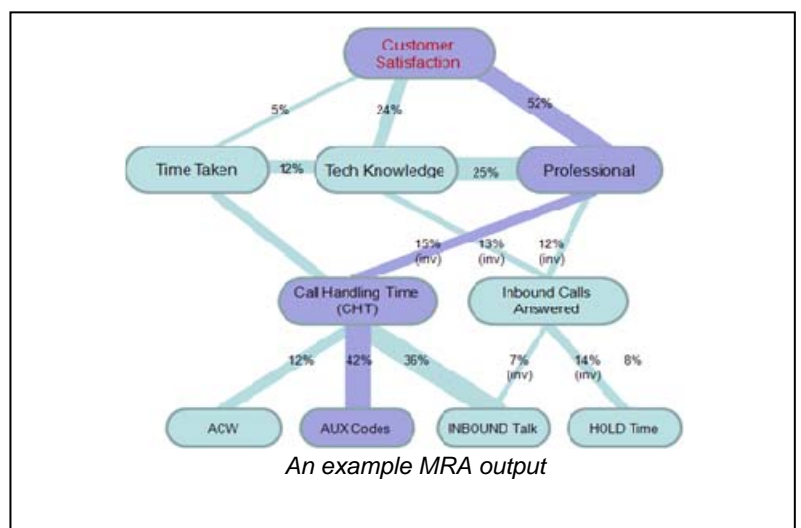 Customer
Satisfaction
5%
24%
52%
Time Taken
12%
Tech Knowledge
25%
Professional
15%
(inv)
13%
(inv)
12%
(inv)
Call Handling Time
(CHT)
Inbound Calls
Answered
12%
42%
36%
7%
(inv)
14%
(inv)
8%
ACW
AUX Codes
INBOUND Talk
HOLD Time
An example MRA output